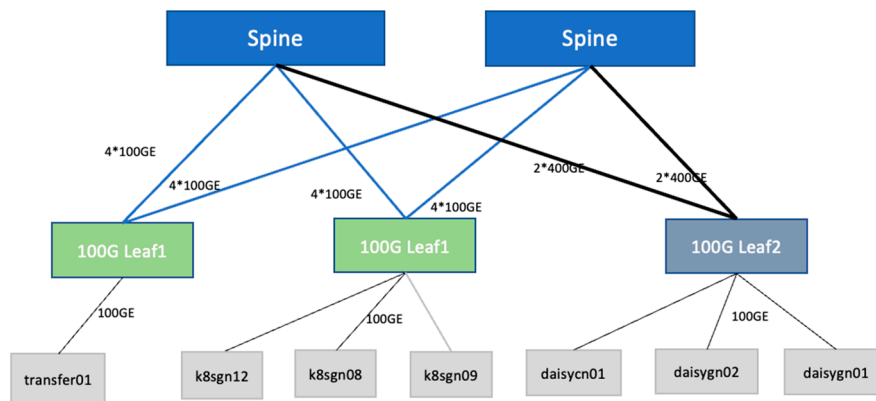 Spine
Spine
4*100GE
4*100GE
4*100GE
4*100GE
2*400GE
2*400GE
100G Leaf1
100G Leaf1
100G Leaf2
100GE
100GE
100GE
transfer01
k8sgn12
k8sgn08
k8sgn09
daisycn01
daisygn02
daisygn01